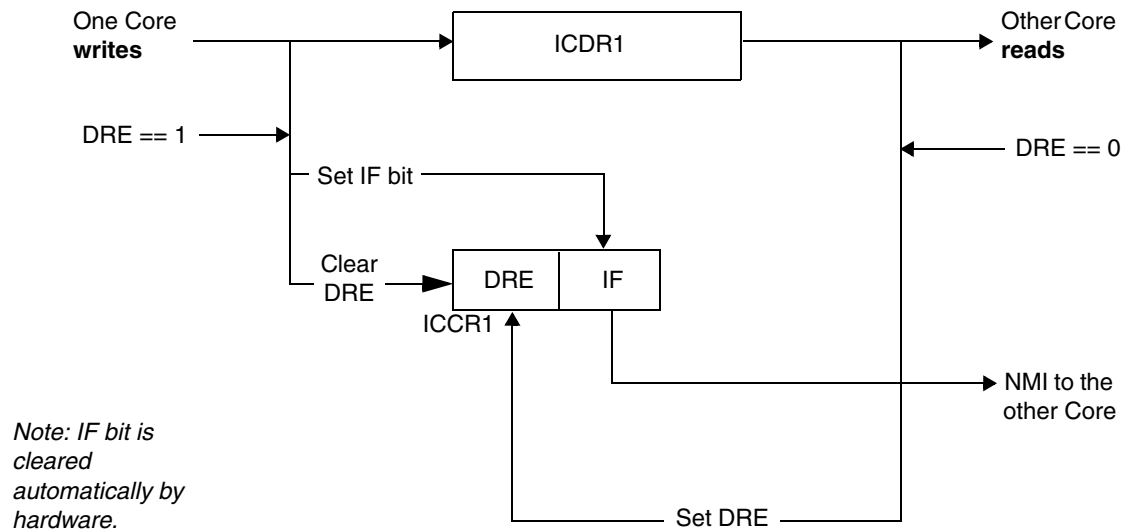 One Core
writes
ICDR1
Other Core
reads
DRE == 1
DRE == 0
Set IF bit
Clear
DRE
DRE
IF
ICCR1
NMI to the
other Core
Note: IF bit is
cleared
automatically by
hardware.
Set DRE